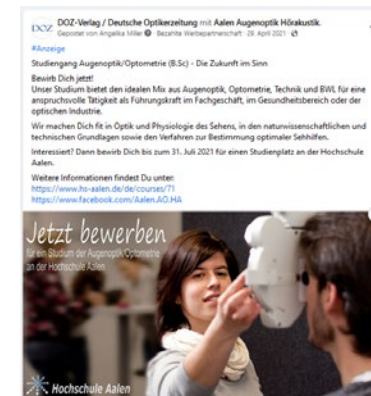 DOZ-Verlag / Deutsche Optikerzeitung mit Aalen Augenoptik Hörakustik.
Gepostet von Angelika Miller · Bezahlte Werbepartnerschaft · 29. April 2021 ·
DOZ
#Anzeige
Studiengang Augenoptik/Optometrie (B.Sc) - Die Zukunft im Sinn
Bewirb Dich jetzt!
Unser Studium bietet den idealen Mix aus Augenoptik, Optometrie, Technik und BWL für eine
anspruchsvolle Tätigkeit als Führungskraft im Fachgeschäft, im Gesundheitsbereich oder der
optischen Industrie.
Wir machen Dich fit in Optik und Physiologie des Sehens, in den naturwissenschaftlichen und
technischen Grundlagen sowie den Verfahren zur Bestimmung optimaler Sehhilfen.
Interessiert? Dann bewirb Dich bis zum 31. Juli 2021 für einen Studienplatz an der Hochschule
Aalen.
Weitere Informationen findest Du unter:
https://www.hs-aalen.de/de/courses/71
https://www.facebook.com/Aalen.AO.HA
Jetzt bewerben
für ein Studium der Augenoptik/Optometrie
an der Hochschule Aalen
Hochschule Aalen